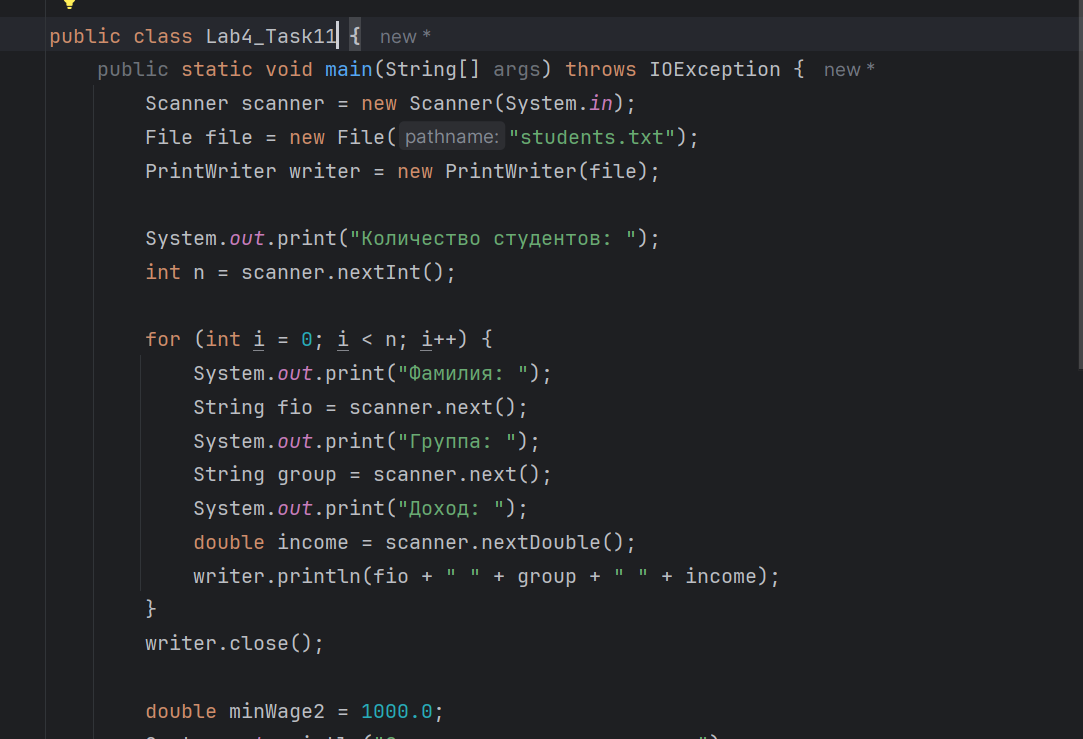 public class Lab4_Task11 { new *
public static void main(String[] args) throws IOException { new *
Scanner scanner = new Scanner(System.in);
File file = new File( pathname: "students.txt");
PrintWriter writer = new PrintWriter(file);
System.out.print("Количество студентов: ");
int n = scanner.nextInt();
for (int i = 0; i < n; i++) {
System.out.print("Фамилия: ");
String fio = scanner.next();
System.out.print("Группа: ");
String group = scanner.next();
System.out.print("Доход: ");
double income = scanner.nextDouble();
writer.println(fio + " " + group + " " + income);
}
writer.close();
double minWage2 = 1000.0;